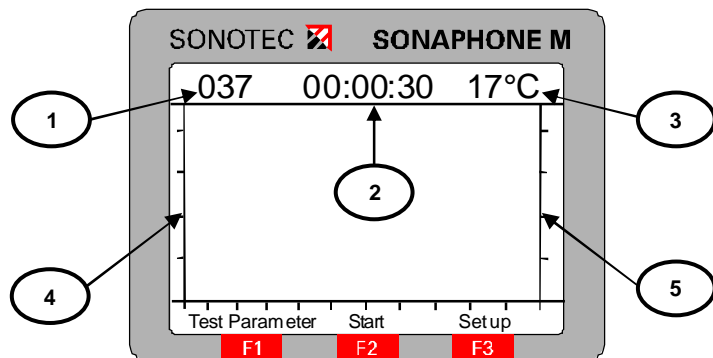 SONOTEC SONAPHONE M
037 00:00:30 17°C
1
3
2
4
5
Test Parameter Start Setup
F1 F2 F3